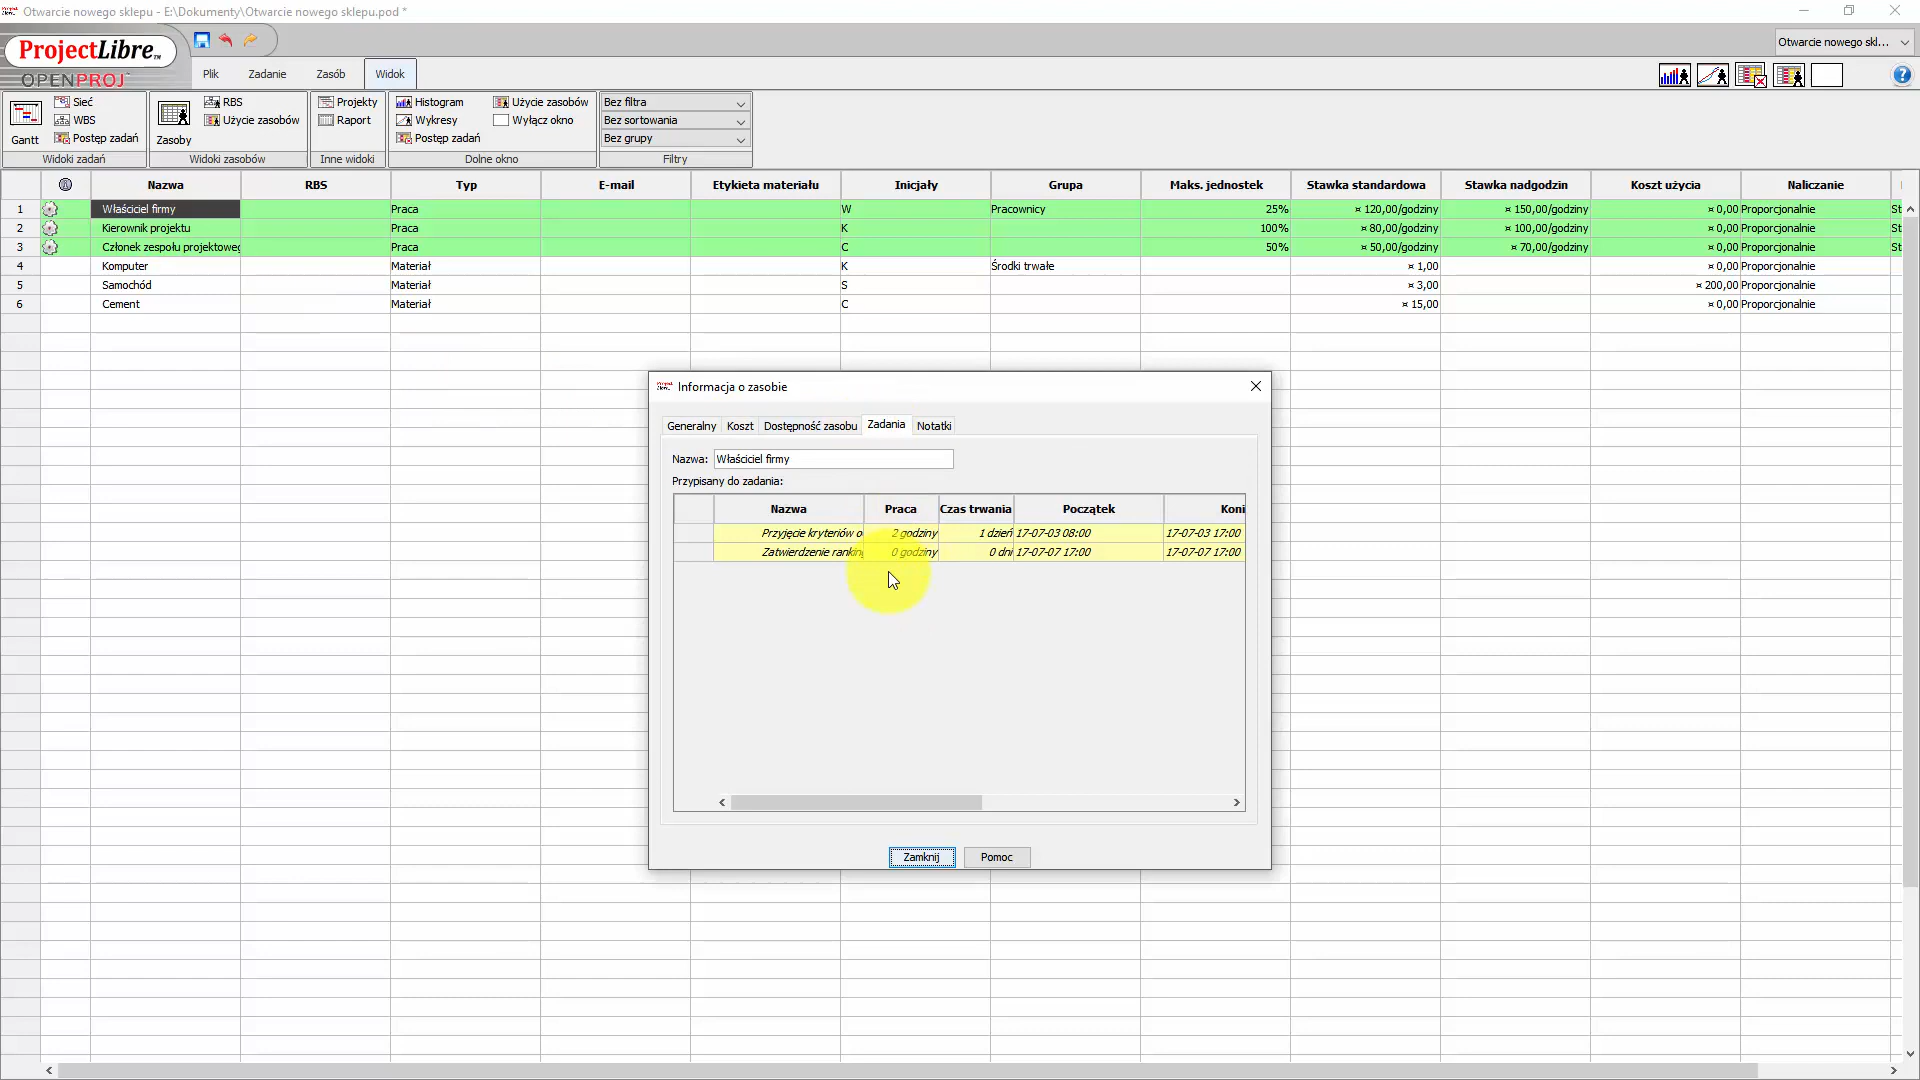 Otwarcie nowego sklepu - E:\Dokumenty\Otwarcie nowego sklepu.pod *
ProjectLibre™
OPENPROJ
Otwarcie nowego skl...
Plik Zadanie Zasób Widok
Gantt
Sieć
WBS
Postęp zadań
Widoki zadań
Zasoby
RBS
Użycie zasobów
Widoki zasobów
Projekty
Raport
Inne widoki
Histogram
Wykresy
Postęp zadań
Użycie zasobów
Wyłącz okno
Dolne okno
Bez filtra
Bez sortowania
Bez grupy
Filtry
Nazwa RBS Typ E-mail Etykieta materiału Inicjały Grupa Maks. jednostek Stawka standardowa Stawka nadgodzin Koszt użycia Naliczanie
1 Właściciel firmy Praca W Pracownicy 25% ¤ 120,00/godziny ¤ 150,00/godziny ¤ 0,00 Proporcjonalnie St
2 Kierownik projektu Praca K 100% ¤ 80,00/godziny ¤ 100,00/godziny ¤ 0,00 Proporcjonalnie St
3 Członek zespołu projektoweg Praca C 50% ¤ 50,00/godziny ¤ 70,00/godziny ¤ 0,00 Proporcjonalnie St
4 Komputer Materiał K Środki trwałe ¤ 1,00 ¤ 0,00 Proporcjonalnie
5 Samochód Materiał S ¤ 3,00 ¤ 200,00 Proporcjonalnie
6 Cement Materiał C ¤ 15,00 ¤ 0,00 Proporcjonalnie
Informacja o zasobie
Generalny Koszt Dostępność zasobu Zadania Notatki
Nazwa: Właściciel firmy
Przypisany do zadania:
Nazwa Praca Czas trwania Początek Koni
Przyjęcie kryteriów o 2 godziny 1 dzień 17-07-03 08:00 17-07-03 17:00
Zatwierdzenie ranking 0 godziny 0 dni 17-07-07 17:00 17-07-07 17:00
Zamknij Pomoc